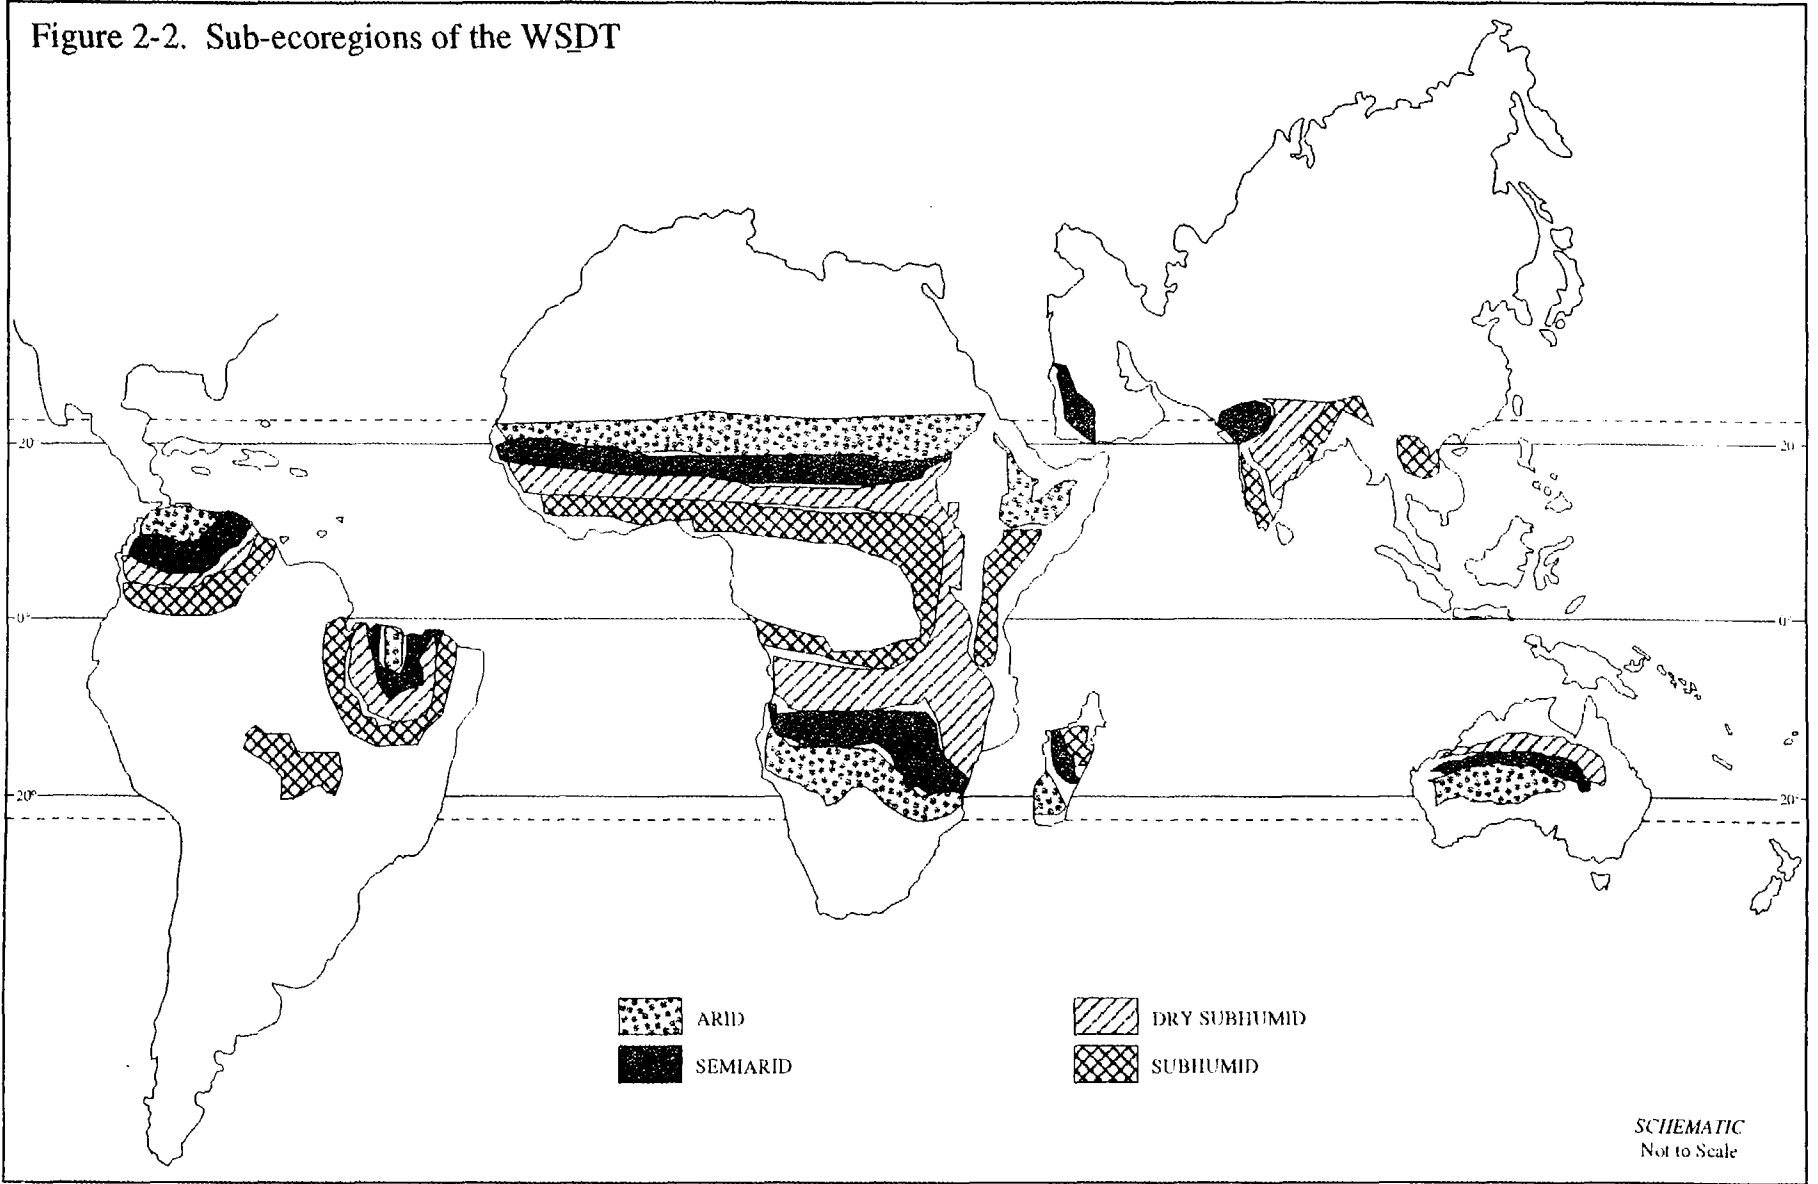 Figure 2-2. Sub-ecoregions of the WSDT
20
20
0°
0°
20°
20°
ARID
DRY SUBHUMID
SEMIARID
SUBHUMID
SCHEMATIC
Not to Scale